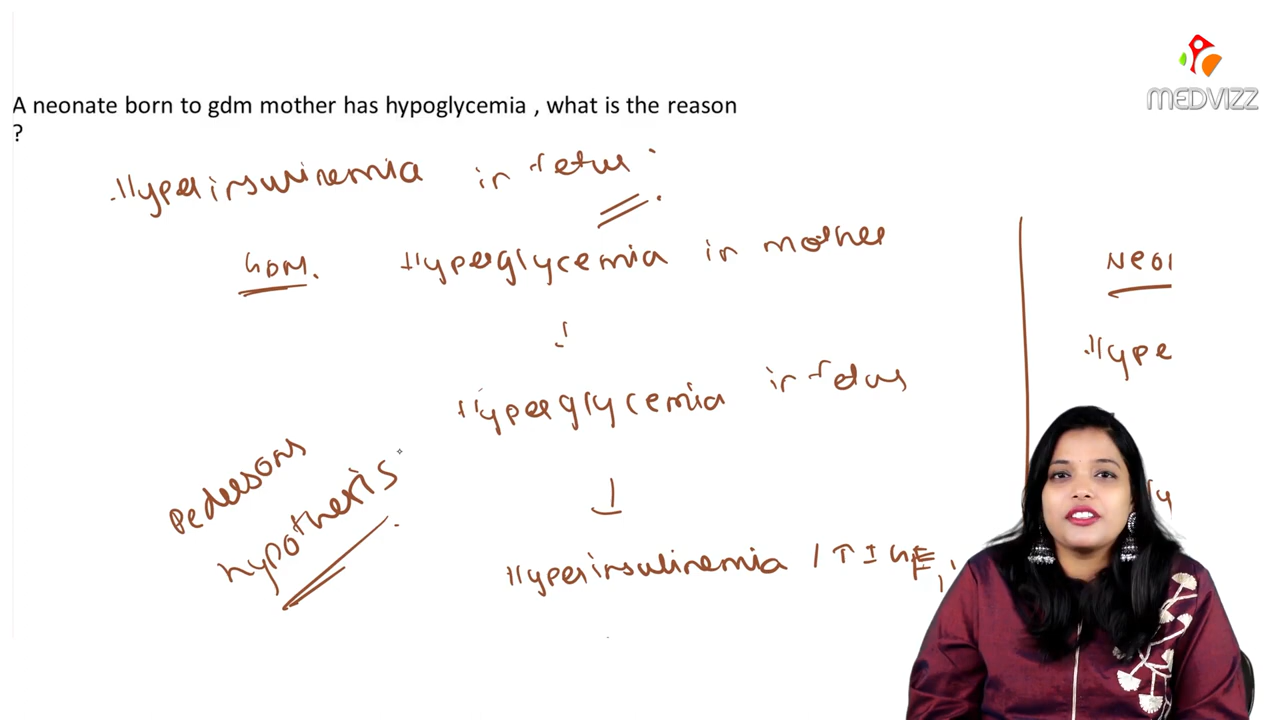 MEDVIZZ
A neonate born to gdm mother has hypoglycemia , what is the reason
?
Hyperinsulinemia in fetus
GDM. Hyperglycemia in mother
Hyperglycemia in fetus
Pedersons
hypothesis
Hyperinsulinemia / ↑ IGF
Hype